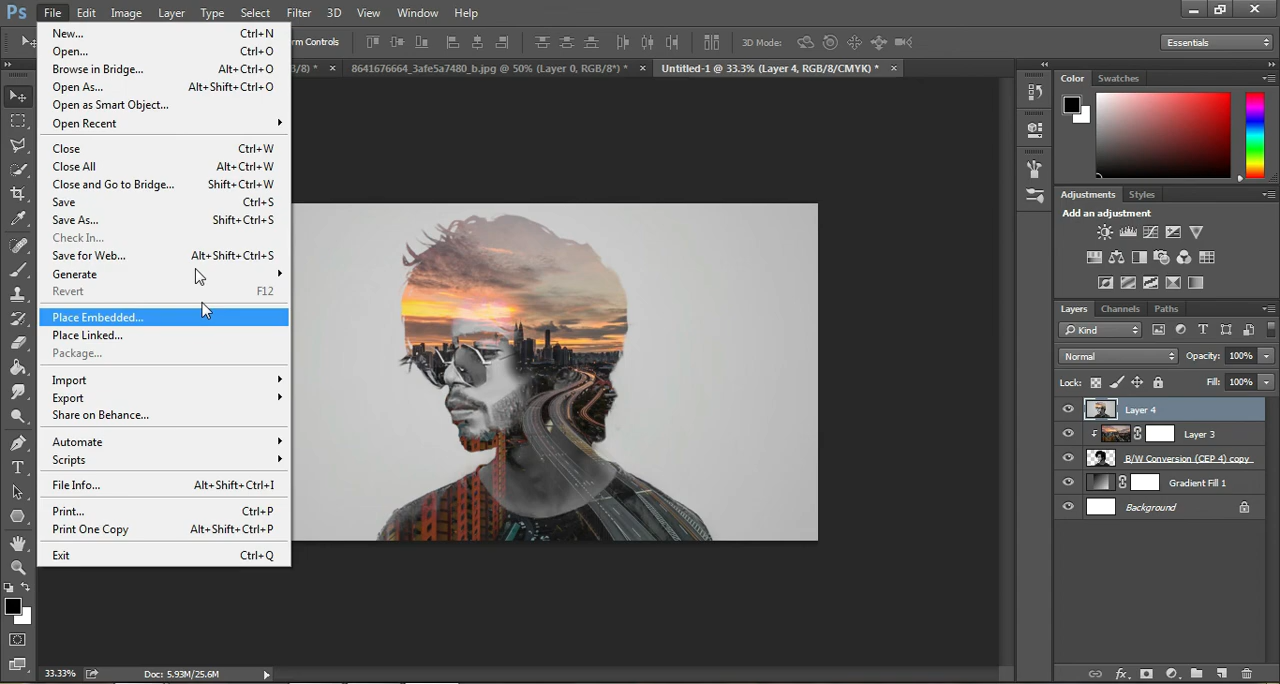 Ps File Edit Image Layer Type Select Filter 3D View Window Help
rm Controls 3D Mode: Essentials
B/8) * × 8641676664_3afe5a7480_b.jpg @ 50% (Layer 0, RGB/8*) * × Untitled-1 @ 33.3% (Layer 4, RGB/8/CMYK) * ×
New... Ctrl+N
Open... Ctrl+O
Browse in Bridge... Alt+Ctrl+O
Open As... Alt+Shift+Ctrl+O
Open as Smart Object...
Open Recent
Close Ctrl+W
Close All Alt+Ctrl+W
Close and Go to Bridge... Shift+Ctrl+W
Save Ctrl+S
Save As... Shift+Ctrl+S
Check In...
Save for Web... Alt+Shift+Ctrl+S
Generate
Revert F12
Place Embedded...
Place Linked...
Package...
Import
Export
Share on Behance...
Automate
Scripts
File Info... Alt+Shift+Ctrl+I
Print... Ctrl+P
Print One Copy Alt+Shift+Ctrl+P
Exit Ctrl+Q
Color Swatches
Adjustments Styles
Add an adjustment
Layers Channels Paths
Kind
Normal Opacity: 100%
Lock: Fill: 100%
Layer 4
Layer 3
B/W Conversion (CEP 4) copy
Gradient Fill 1
Background
33.33% Doc: 5.93M/25.6M